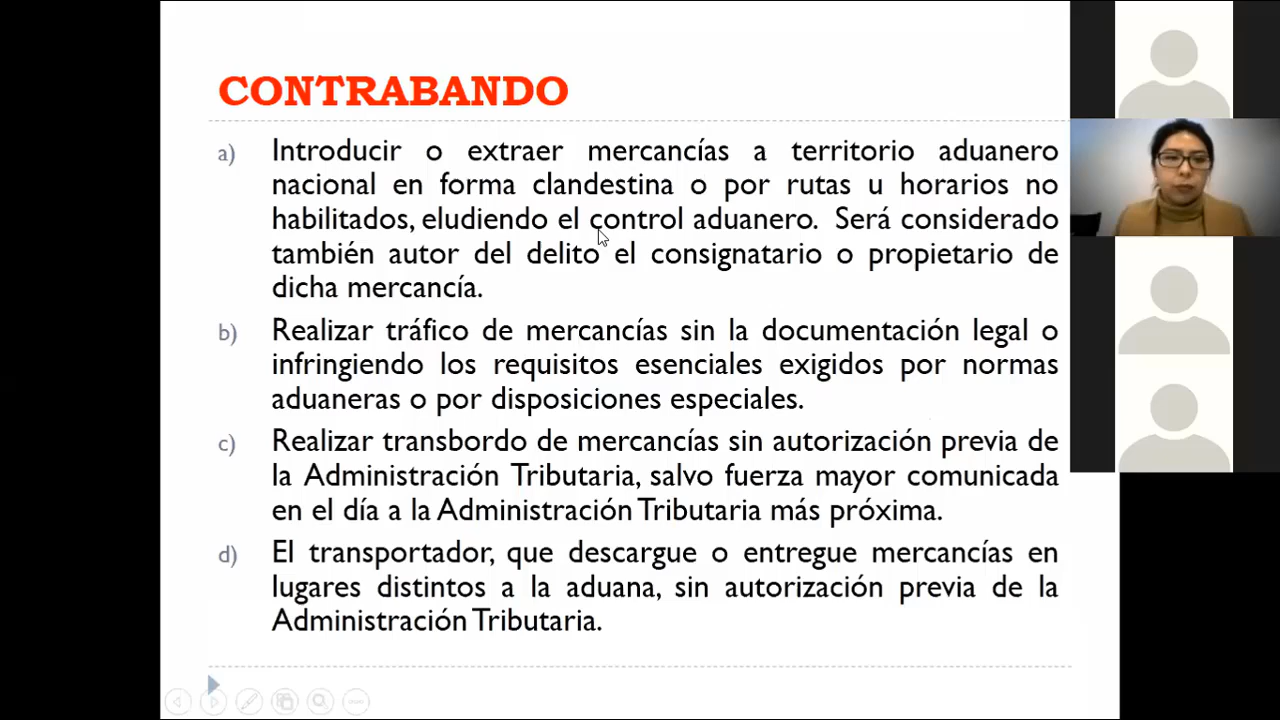 CONTRABANDO
a) Introducir o extraer mercancías a territorio aduanero
nacional en forma clandestina o por rutas u horarios no
habilitados, eludiendo el control aduanero. Será considerado
también autor del delito el consignatario o propietario de
dicha mercancía.
b) Realizar tráfico de mercancías sin la documentación legal o
infringiendo los requisitos esenciales exigidos por normas
aduaneras o por disposiciones especiales.
c) Realizar transbordo de mercancías sin autorización previa de
la Administración Tributaria, salvo fuerza mayor comunicada
en el día a la Administración Tributaria más próxima.
d) El transportador, que descargue o entregue mercancías en
lugares distintos a la aduana, sin autorización previa de la
Administración Tributaria.